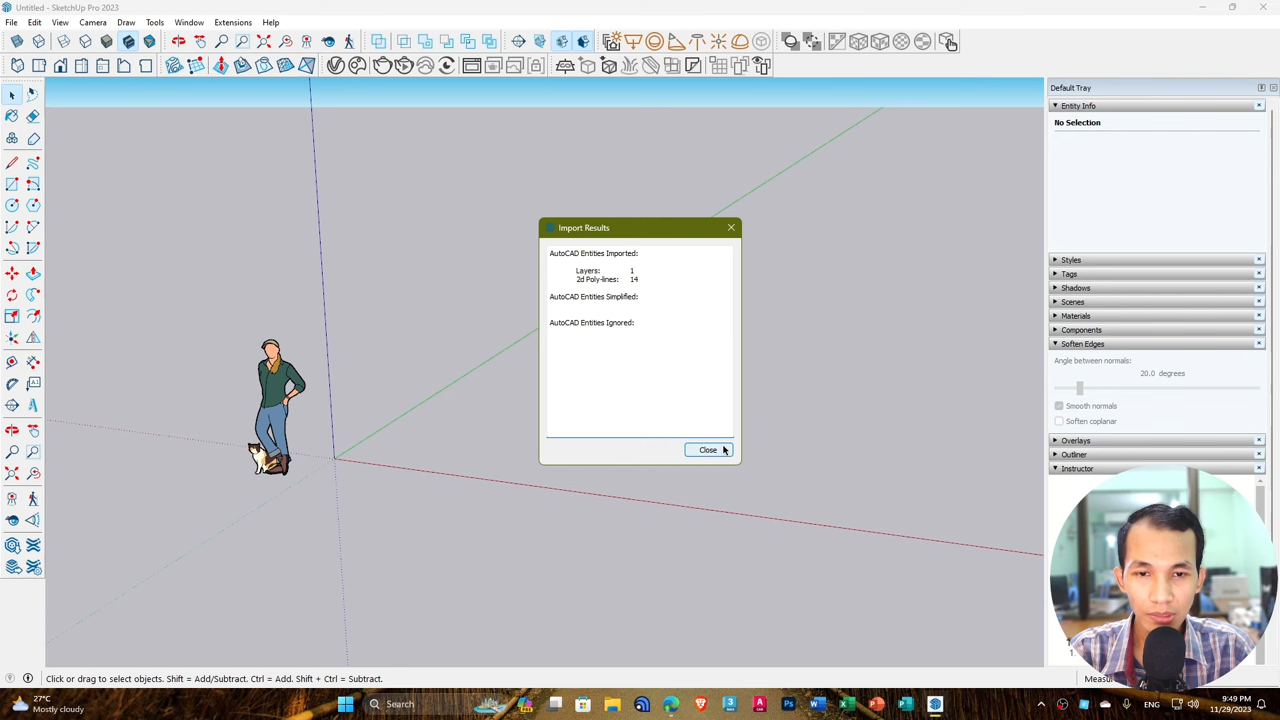 Untitled - SketchUp Pro 2023
File Edit View Camera Draw Tools Window Extensions Help
Default Tray
Entity Info
No Selection
Import Results
AutoCAD Entities Imported:
Layers: 1
2d Poly-lines: 14
AutoCAD Entities Simplified:
AutoCAD Entities Ignored:
Close
Styles
Tags
Shadows
Scenes
Materials
Components
Soften Edges
Angle between normals:
20.0 degrees
Smooth normals
Soften coplanar
Overlays
Outliner
Instructor
Click or drag to select objects. Shift = Add/Subtract. Ctrl = Add. Shift + Ctrl = Subtract.
27°C
Mostly cloudy
Search
ENG
9:49 PM
11/29/2023